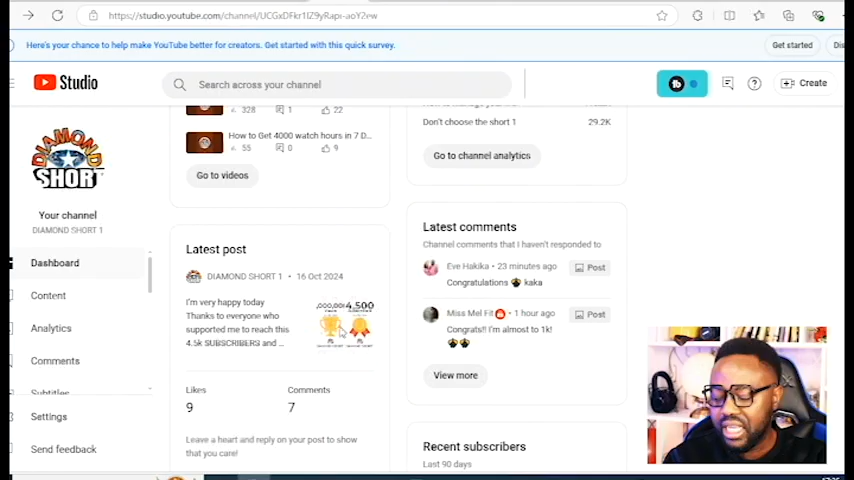 https://studio.youtube.com/channel/
Here's your chance to help make YouTube better for creators. Get started with this quick survey.
Get started
Studio
Search across your channel
Create
328 1 22
How to Get 4000 watch hours in 7 D...
55 0 9
Go to videos
Don't choose the short 1 29.2K
Go to channel analytics
DIAMOND
SHORT
Your channel
DIAMOND SHORT 1
Dashboard
Content
Analytics
Comments
Subtitles
Settings
Send feedback
Latest post
DIAMOND SHORT 1 • 16 Oct 2024
I'm very happy today
Thanks to everyone who
supported me to reach this
4.5k SUBSCRIBERS and ...
4,500
Likes
Comments
9
7
Leave a heart and reply on your post to show
that you care!
Latest comments
Channel comments that I haven't responded to
Eve Hakika • 23 minutes ago
Post
Congratulations kaka
Miss Mel Fit • 1 hour ago
Post
Congrats!! I'm almost to 1k!
View more
Recent subscribers
Last 90 days